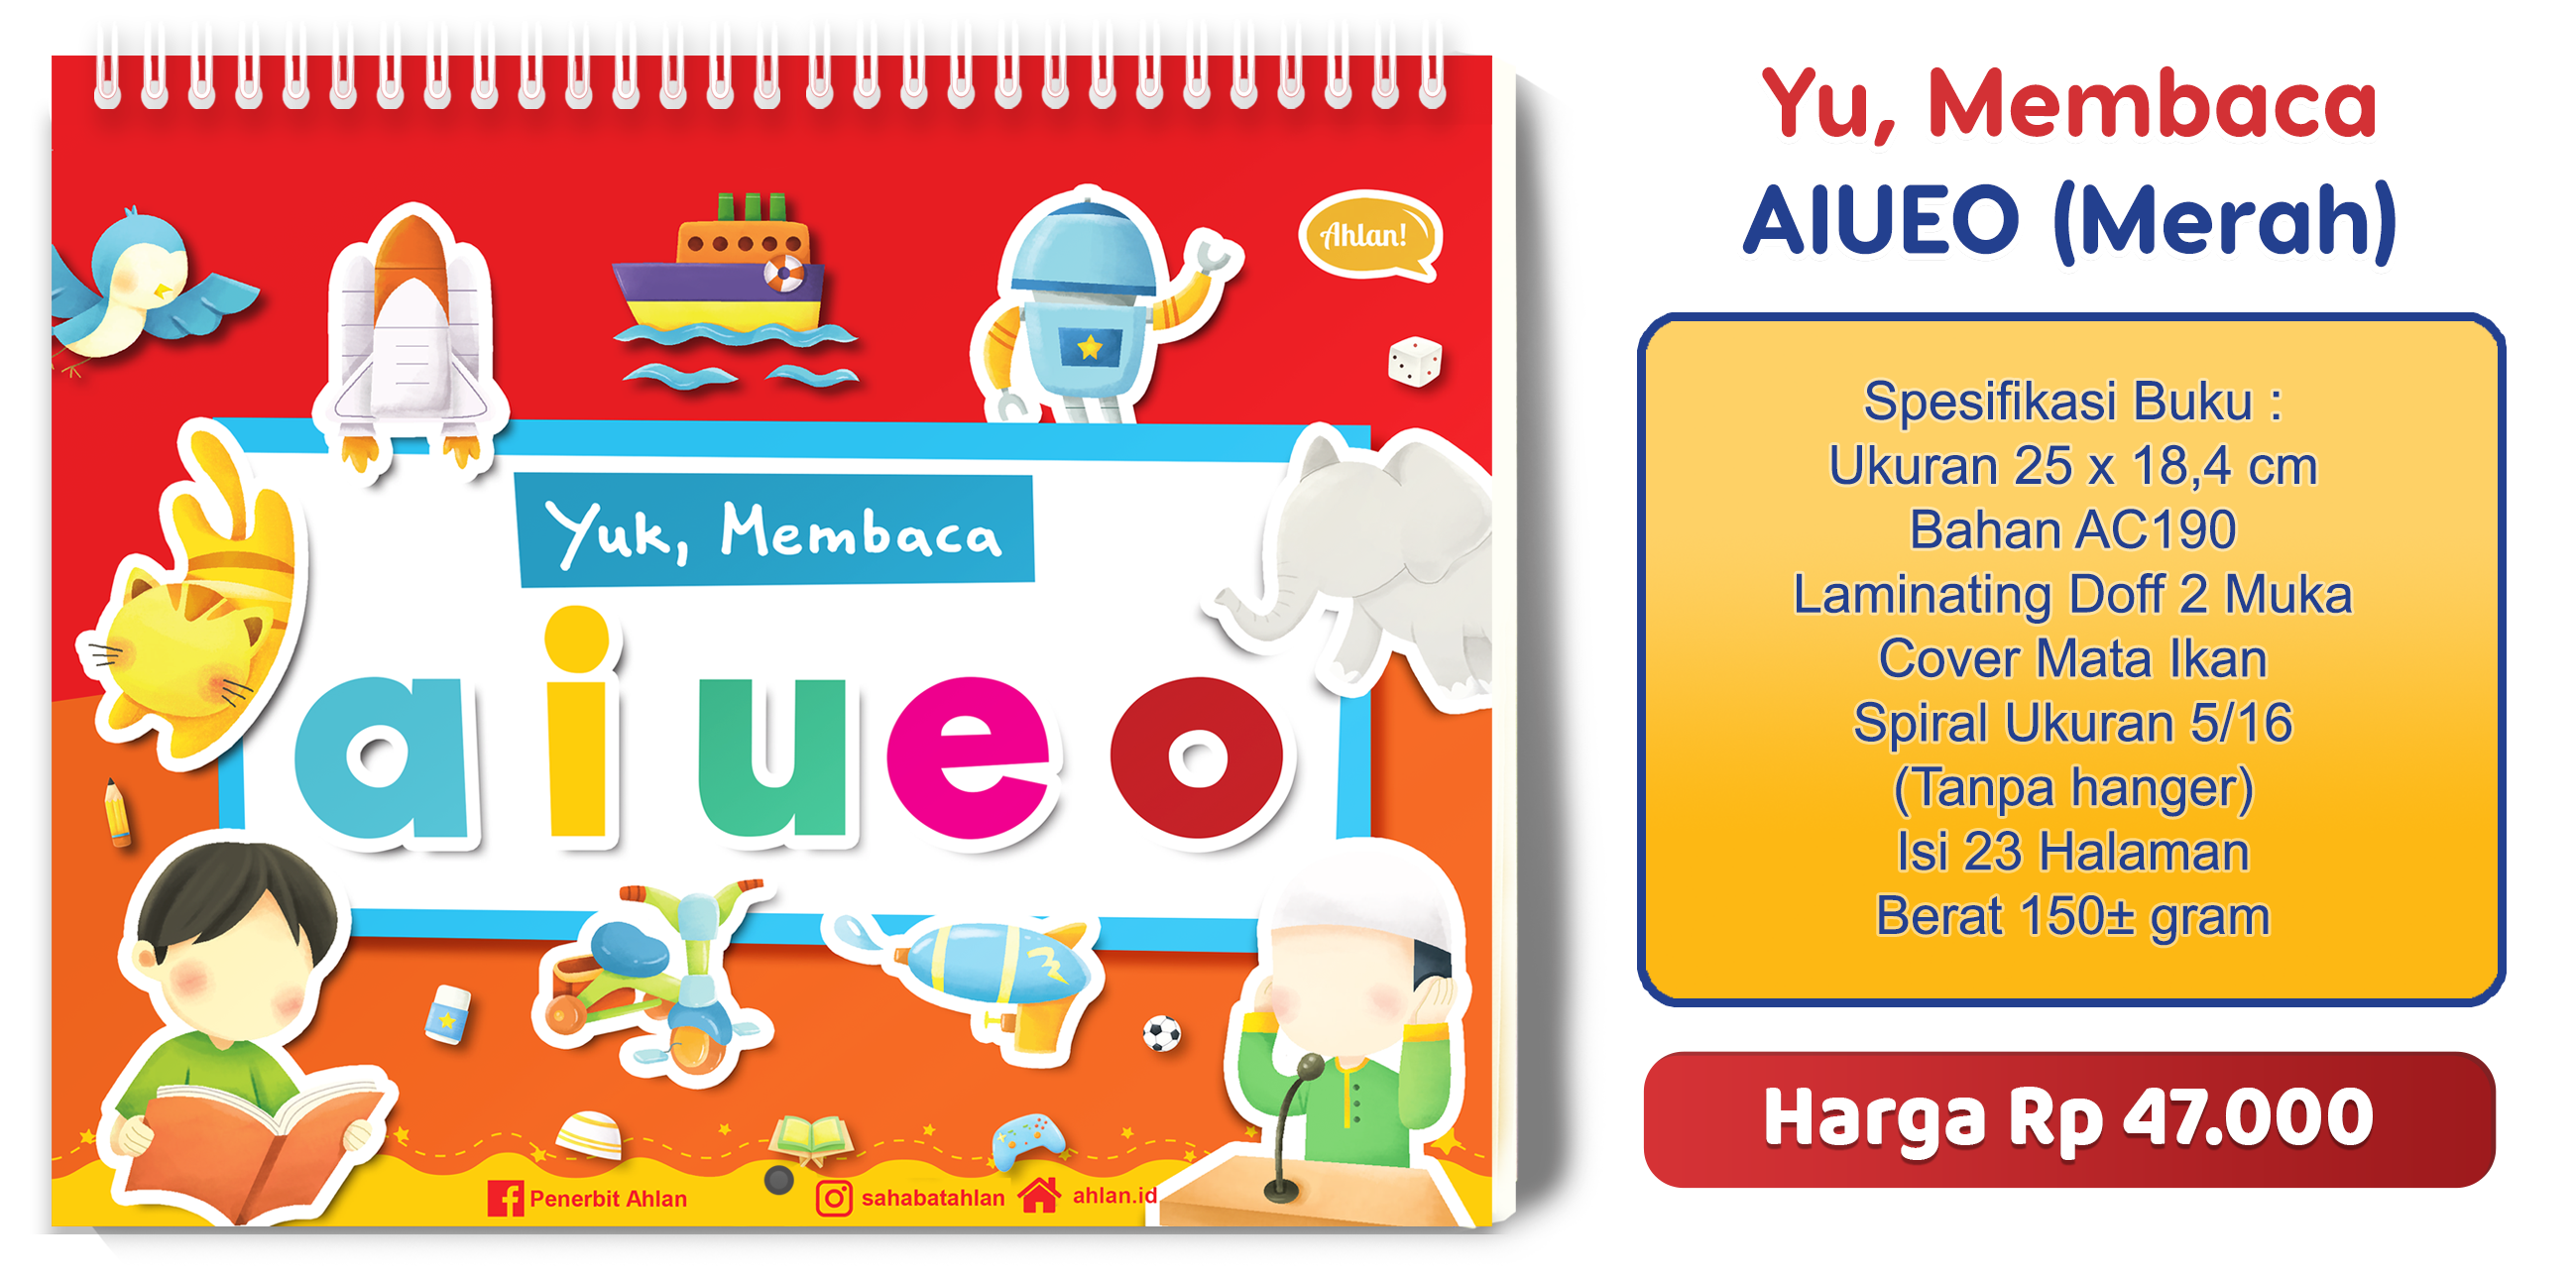 Ahlan!
Yuk, Membaca
aiueo
Penerbit Ahlan
sahabatahlan
ahlan.id
Yu, Membaca
AIUEO (Merah)
Spesifikasi Buku :
Ukuran 25 x 18,4 cm
Bahan AC190
Laminating Doff 2 Muka
Cover Mata Ikan
Spiral Ukuran 5/16
(Tanpa hanger)
Isi 23 Halaman
Berat 150± gram
Harga Rp 47.000